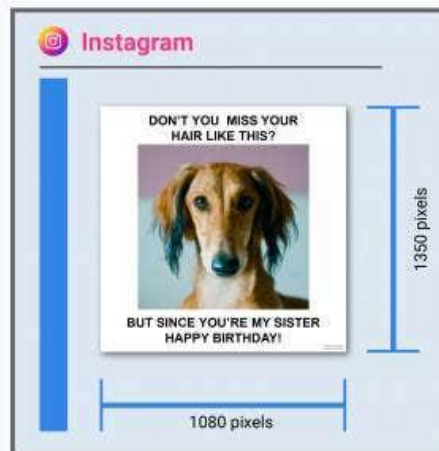 Instagram
DON'T YOU MISS YOUR
HAIR LIKE THIS?
BUT SINCE YOU'RE MY SISTER
HAPPY BIRTHDAY!
1350 pixels
1080 pixels